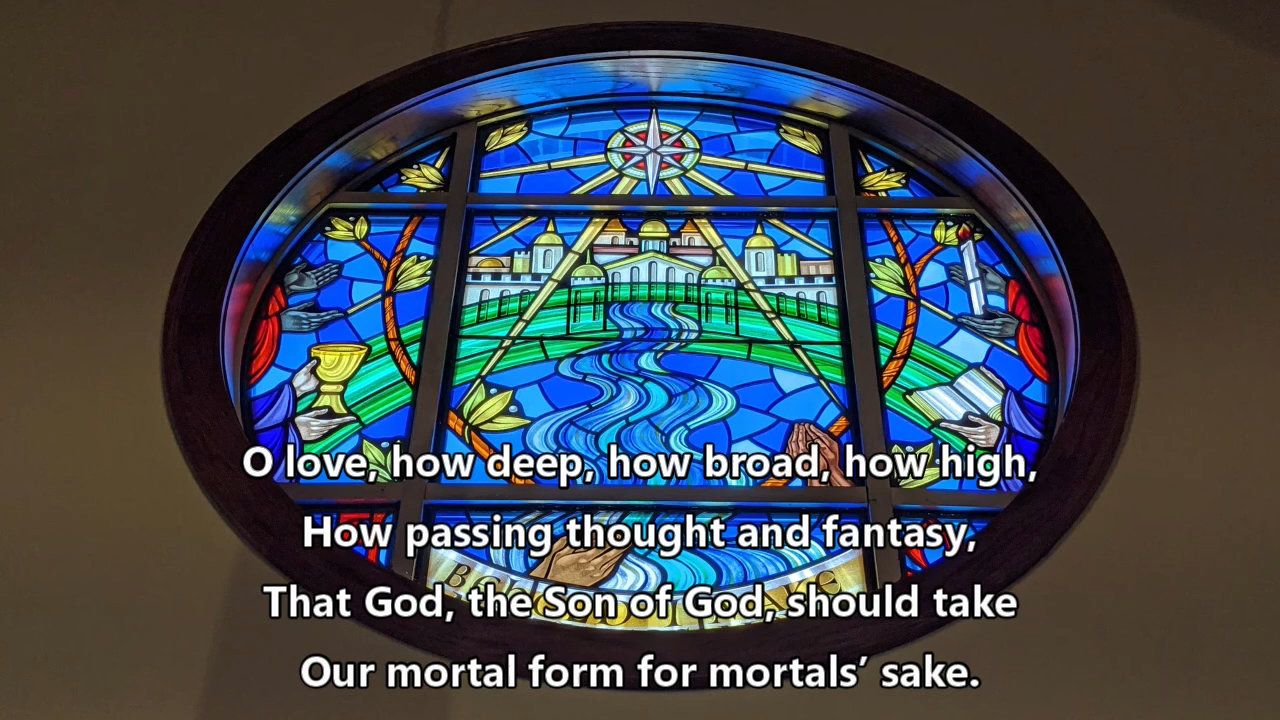 O love, how deep, how broad, how high,
How passing thought and fantasy,
That God, the Son of God, should take
Our mortal form for mortals’ sake.